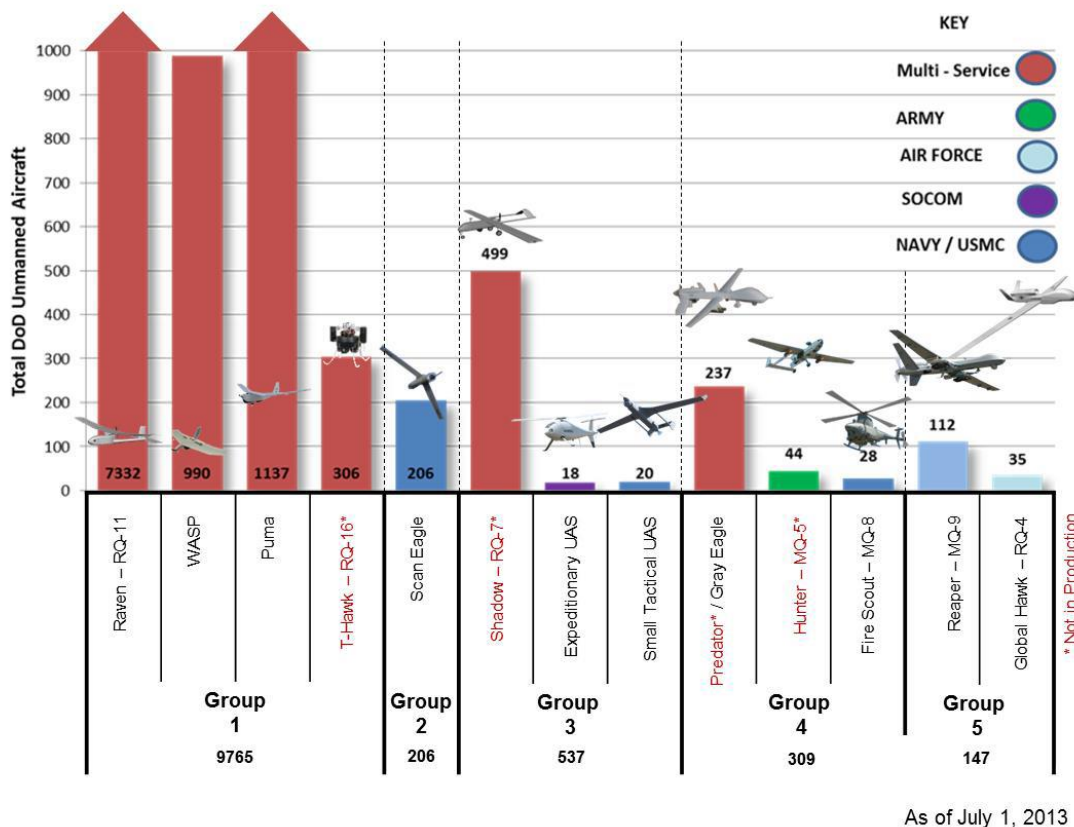 KEY
Multi - Service
ARMY
AIR FORCE
SOCOM
NAVY / USMC
Total DoD Unmanned Aircraft
1000
900
800
700
600
500
400
300
200
100
0
7332
990
1137
306
206
499
18
20
237
44
28
112
35
Raven – RQ-11
WASP
Puma
T-Hawk – RQ-16*
Scan Eagle
Shadow – RQ-7*
Expeditionary UAS
Small Tactical UAS
Predator* / Gray Eagle
Hunter – MQ-5*
Fire Scout – MQ-8
Reaper – MQ-9
Global Hawk – RQ-4
* Not in Production
Group
1
9765
Group
2
206
Group
3
537
Group
4
309
Group
5
147
As of July 1, 2013